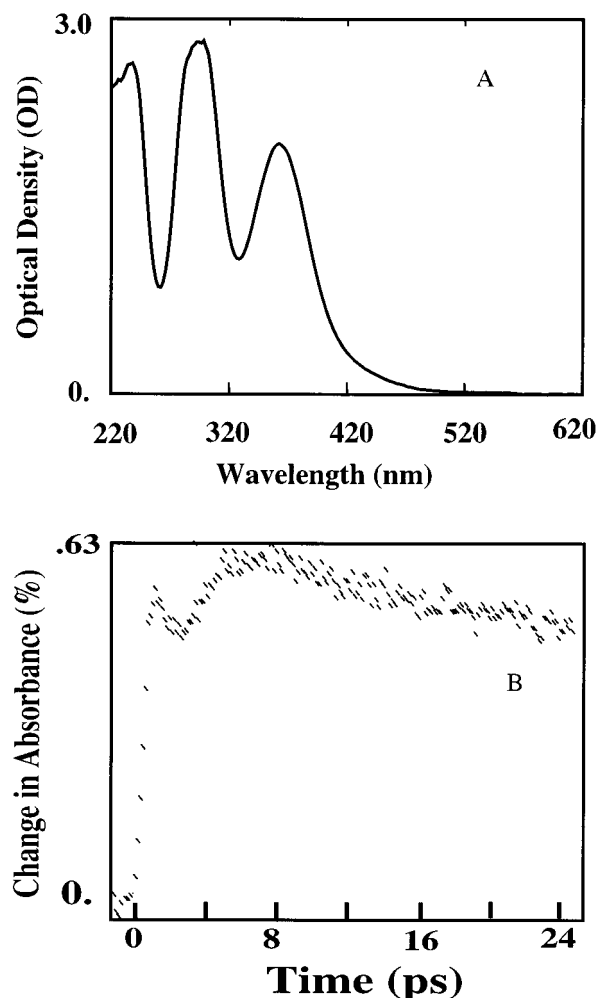 3.0
A
Optical Density (OD)
0.
220 320 420 520 620
Wavelength (nm)
.63
B
Change in Absorbance (%)
0.
0 8 16 24
Time (ps)